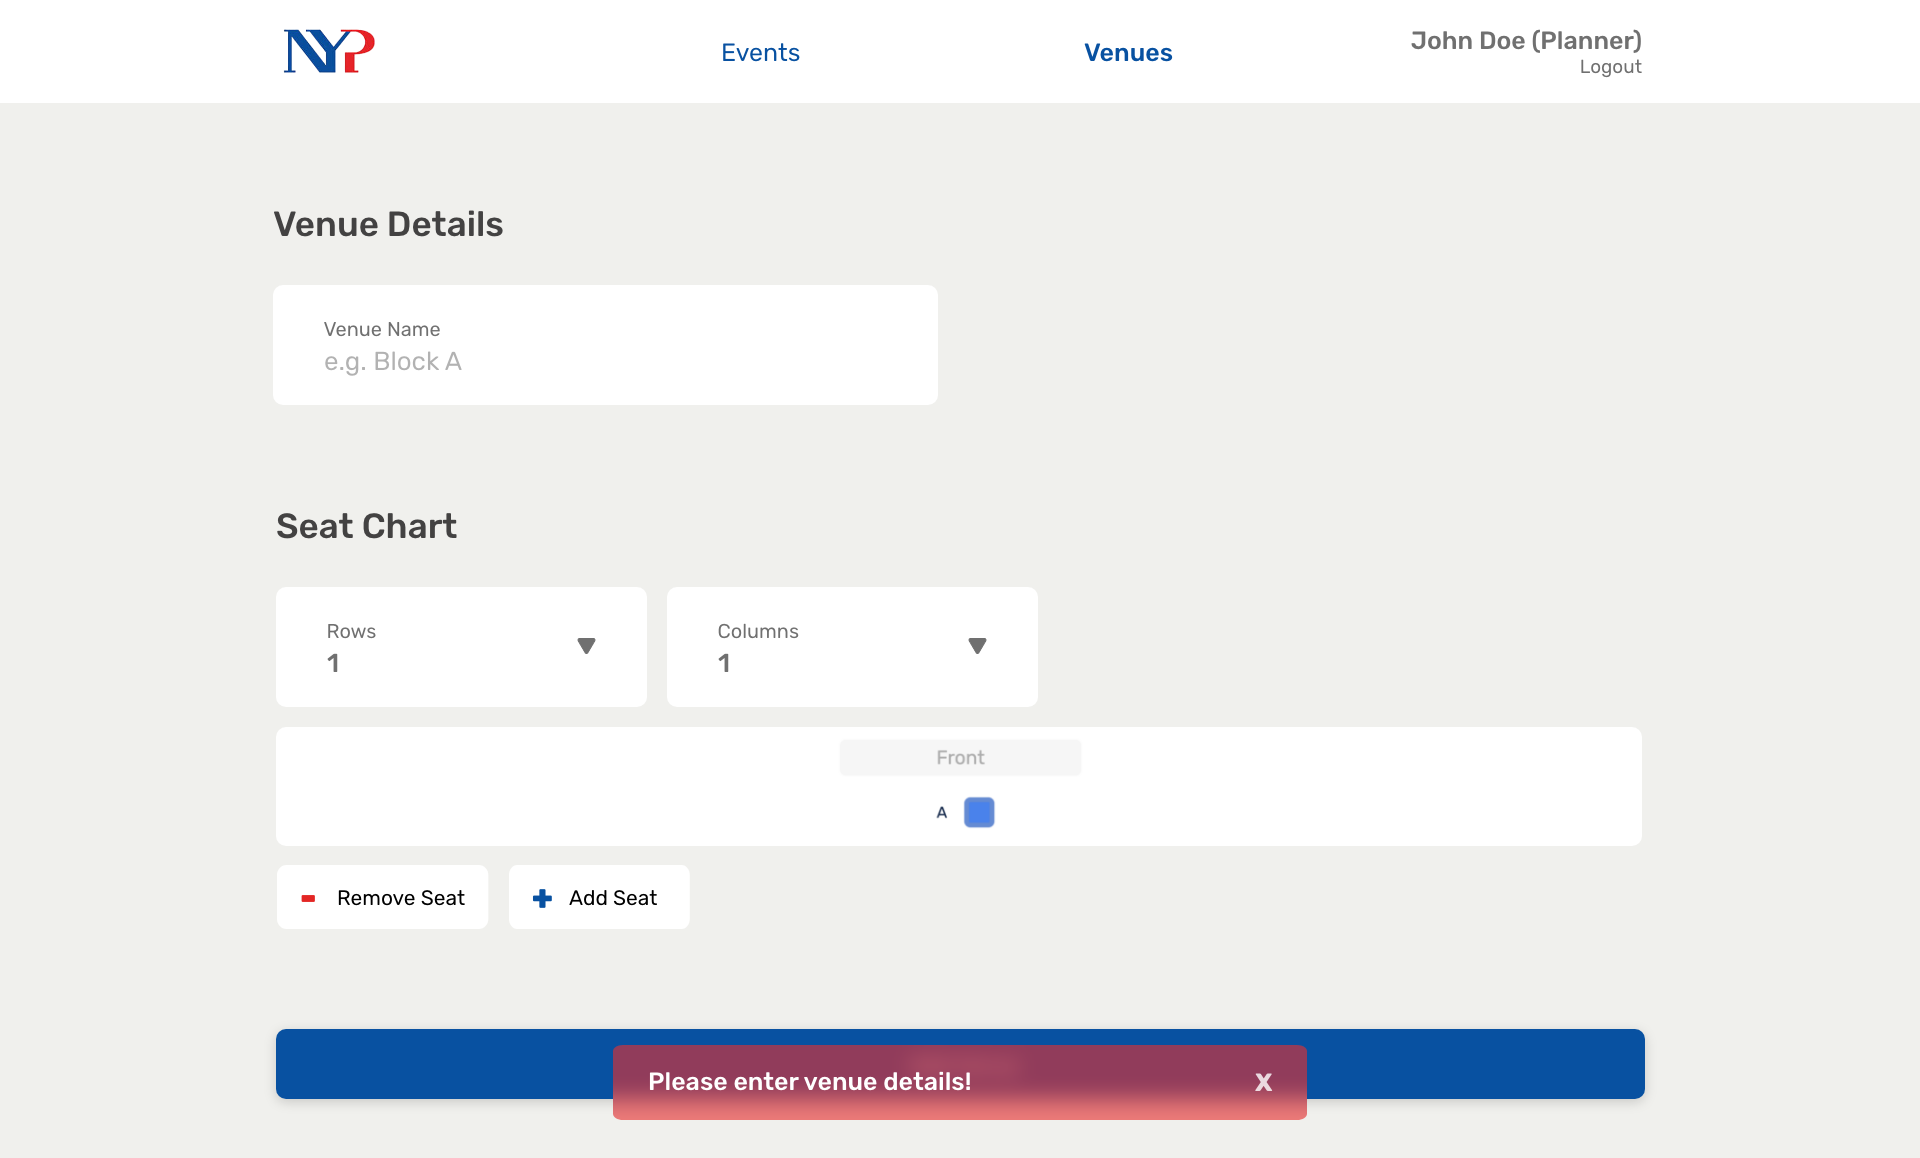 NYP
Events
Venues
John Doe (Planner)
Logout
Venue Details
Venue Name
e.g. Block A
Seat Chart
Rows
1
Columns
1
Front
A
Remove Seat
Add Seat
Please enter venue details!
X